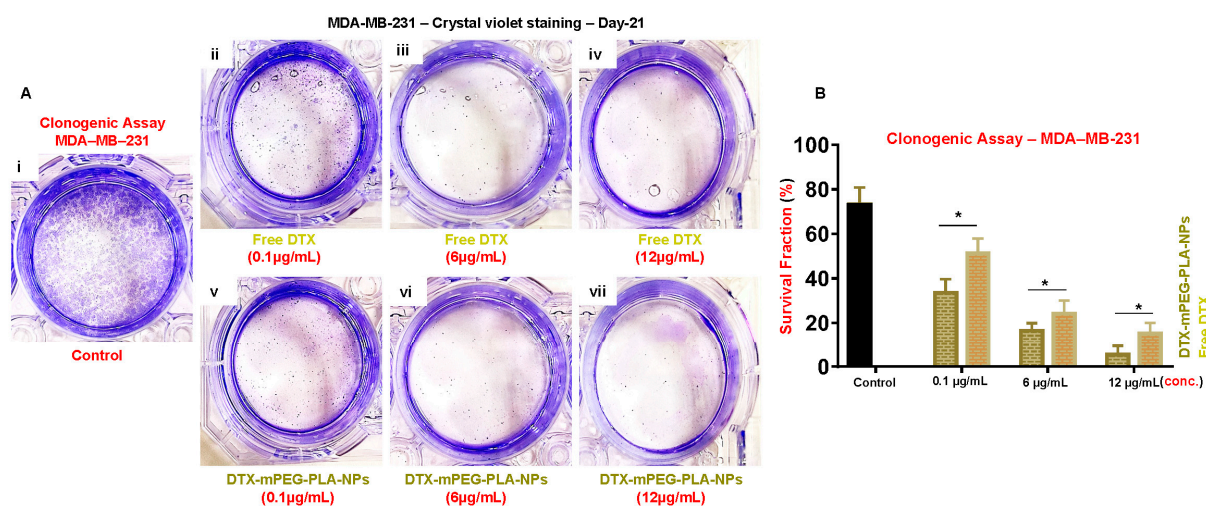 MDA-MB-231 – Crystal violet staining – Day-21
A
Clonogenic Assay
MDA–MB–231
i
Control
ii
Free DTX
(0.1µg/mL)
iii
Free DTX
(6µg/mL)
iv
Free DTX
(12µg/mL)
v
DTX-mPEG-PLA-NPs
(0.1µg/mL)
vi
DTX-mPEG-PLA-NPs
(6µg/mL)
vii
DTX-mPEG-PLA-NPs
(12µg/mL)
B
Clonogenic Assay – MDA–MB-231
Survival Fraction (%)
100
80
60
40
20
0
*
*
*
Control
0.1 µg/mL
6 µg/mL
12 µg/mL(conc.)
DTX-mPEG-PLA-NPs
Free DTX